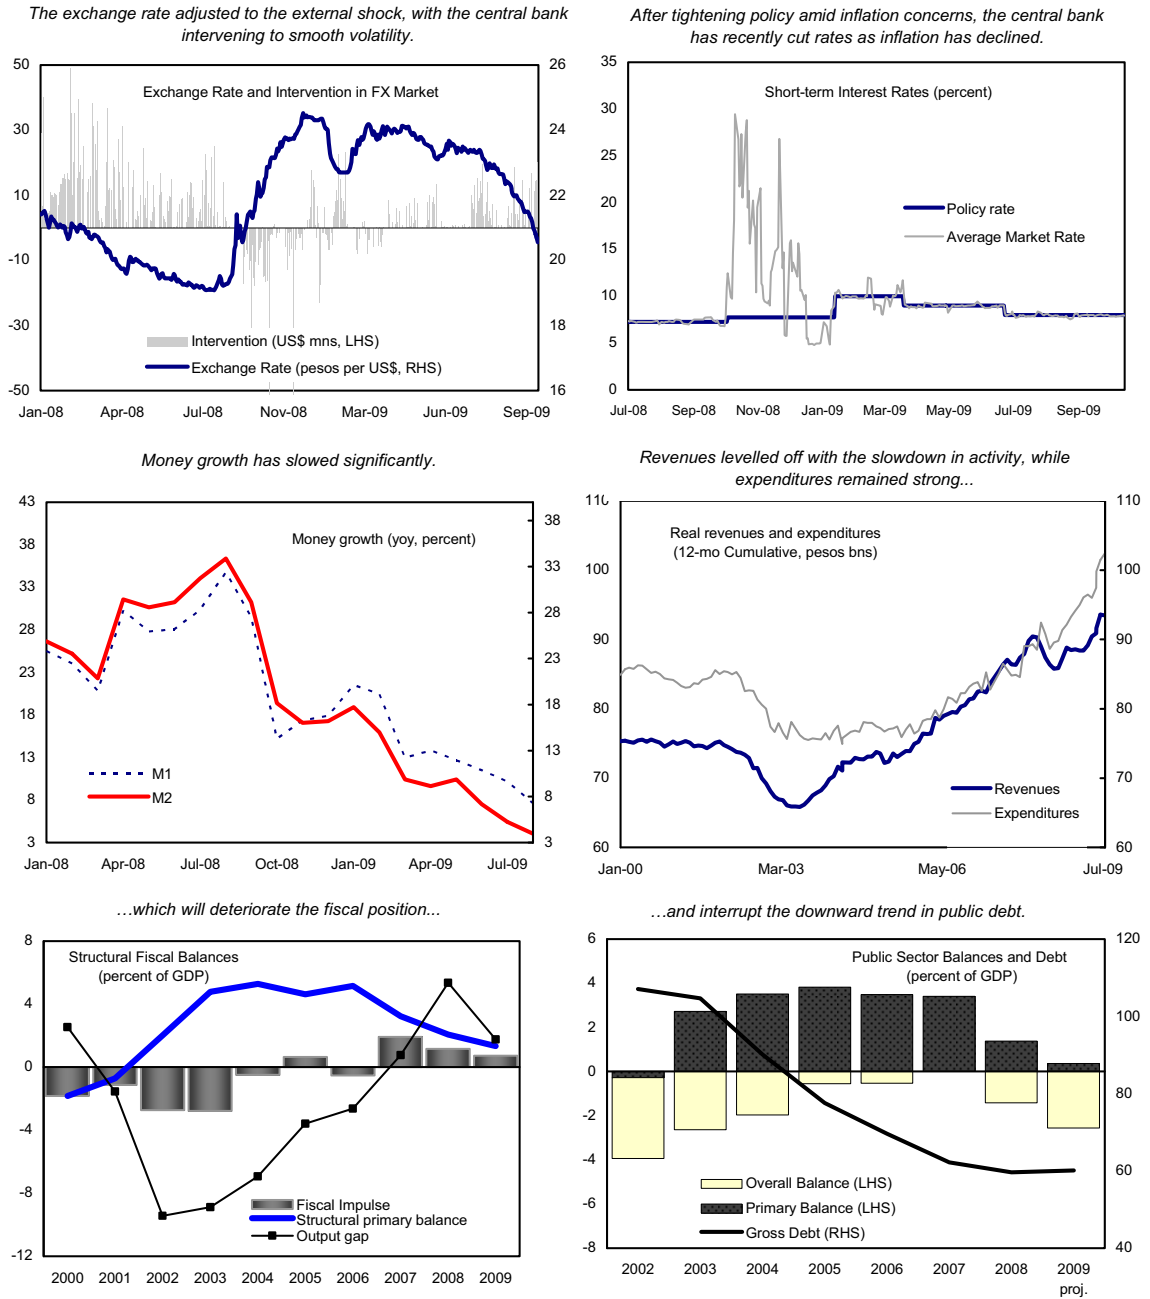 The exchange rate adjusted to the external shock, with the central bank
intervening to smooth volatility.
50
30
10
-10
-30
-50
26
24
22
20
18
16
Exchange Rate and Intervention in FX Market
Intervention (US$ mns, LHS)
Exchange Rate (pesos per US$, RHS)
Jan-08 Apr-08 Jul-08 Nov-08 Mar-09 Jun-09 Sep-09
After tightening policy amid inflation concerns, the central bank
has recently cut rates as inflation has declined.
35
30
25
20
15
10
5
0
Short-term Interest Rates (percent)
Policy rate
Average Market Rate
Jul-08 Sep-08 Nov-08 Jan-09 Mar-09 May-09 Jul-09 Sep-09
Money growth has slowed significantly.
43
38
33
28
23
18
13
8
3
38
33
28
23
18
13
8
3
Money growth (yoy, percent)
M1
M2
Jan-08 Apr-08 Jul-08 Oct-08 Jan-09 Apr-09 Jul-09
Revenues levelled off with the slowdown in activity, while
expenditures remained strong...
110
100
90
80
70
60
110
100
90
80
70
60
Real revenues and expenditures
(12-mo Cumulative, pesos bns)
Revenues
Expenditures
Jan-00 Mar-03 May-06 Jul-09
…which will deteriorate the fiscal position...
8
4
0
-4
-8
-12
Structural Fiscal Balances
(percent of GDP)
Fiscal Impulse
Structural primary balance
Output gap
2000 2001 2002 2003 2004 2005 2006 2007 2008 2009
…and interrupt the downward trend in public debt.
6
4
2
0
-2
-4
-6
-8
120
100
80
60
40
Public Sector Balances and Debt
(percent of GDP)
Overall Balance (LHS)
Primary Balance (LHS)
Gross Debt (RHS)
2002 2003 2004 2005 2006 2007 2008 2009
proj.